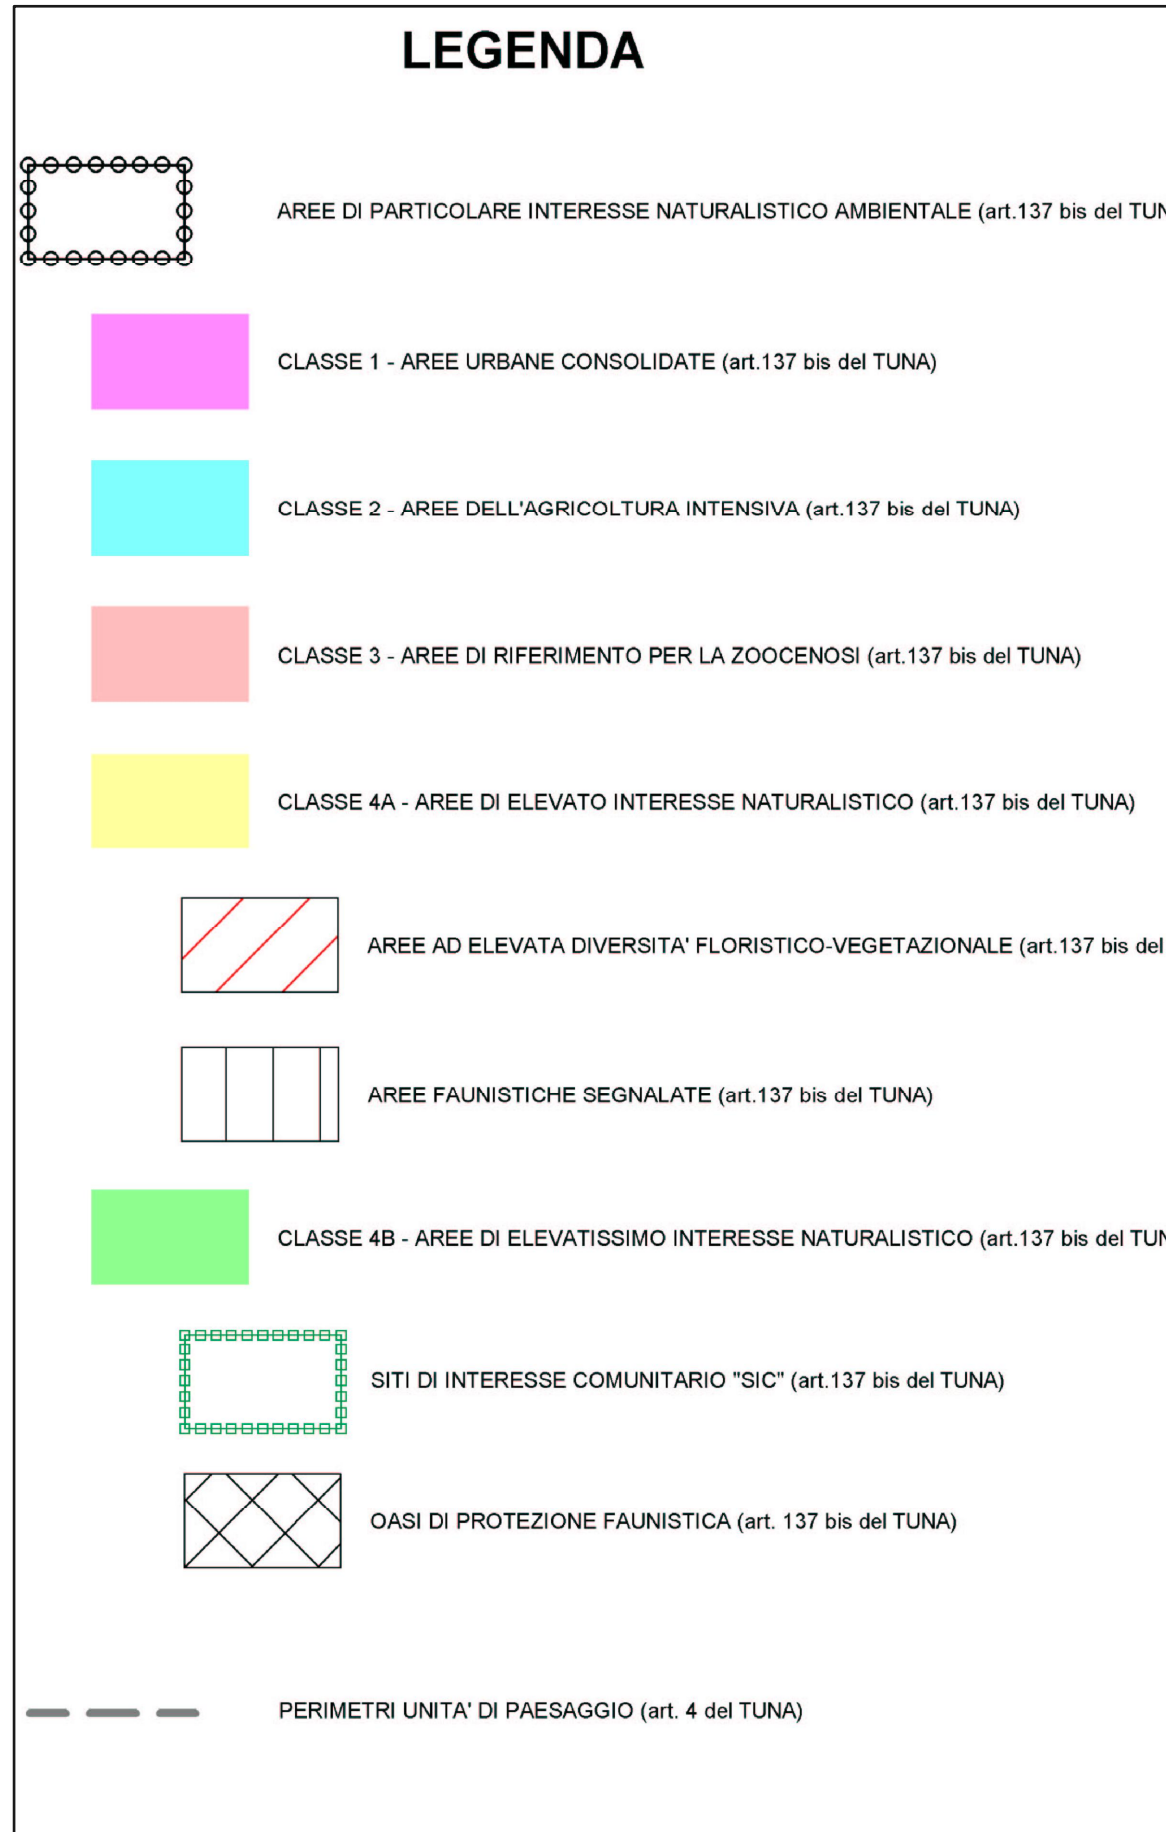 LEGENDA
AREE DI PARTICOLARE INTERESSE NATURALISTICO AMBIENTALE (art.137 bis del TUN
CLASSE 1 - AREE URBANE CONSOLIDATE (art.137 bis del TUNA)
CLASSE 2 - AREE DELL'AGRICOLTURA INTENSIVA (art.137 bis del TUNA)
CLASSE 3 - AREE DI RIFERIMENTO PER LA ZOOCENOSI (art.137 bis del TUNA)
CLASSE 4A - AREE DI ELEVATO INTERESSE NATURALISTICO (art.137 bis del TUNA)
AREE AD ELEVATA DIVERSITA' FLORISTICO-VEGETAZIONALE (art.137 bis del
AREE FAUNISTICHE SEGNALATE (art.137 bis del TUNA)
CLASSE 4B - AREE DI ELEVATISSIMO INTERESSE NATURALISTICO (art.137 bis del TUN
SITI DI INTERESSE COMUNITARIO "SIC" (art.137 bis del TUNA)
OASI DI PROTEZIONE FAUNISTICA (art. 137 bis del TUNA)
PERIMETRI UNITA' DI PAESAGGIO (art. 4 del TUNA)